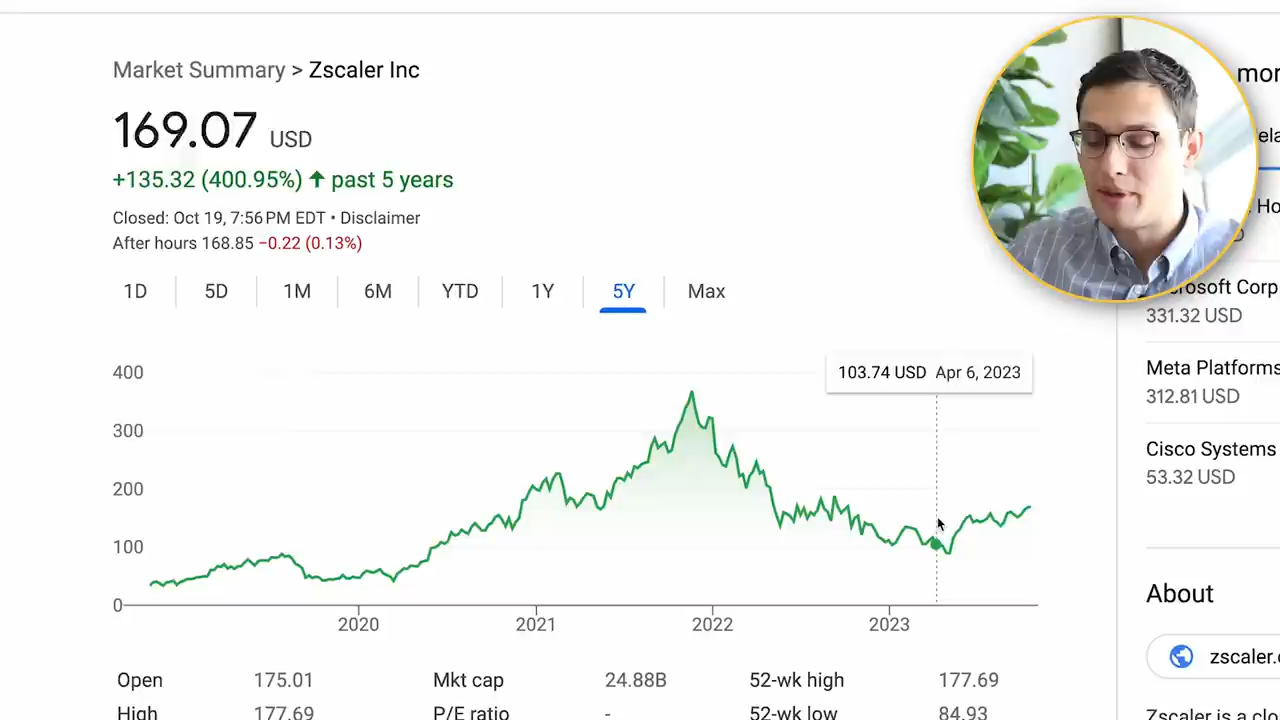 Market Summary > Zscaler Inc
169.07 USD
+135.32 (400.95%) ↑ past 5 years
Closed: Oct 19, 7:56 PM EDT • Disclaimer
After hours 168.85 −0.22 (0.13%)
1D 5D 1M 6M YTD 1Y 5Y Max
103.74 USD Apr 6, 2023
400
300
200
100
0
2020 2021 2022 2023
Open 175.01 Mkt cap 24.88B 52-wk high 177.69
High 177.69 P/E ratio - 52-wk low 84.93
331.32 USD
Meta Platforms
312.81 USD
Cisco Systems
53.32 USD
About
Zscaler is a clo